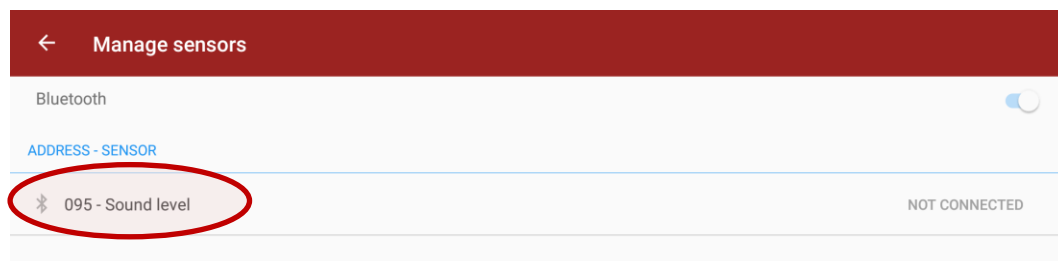 Manage sensors
Bluetooth
ADDRESS - SENSOR
095 - Sound level NOT CONNECTED